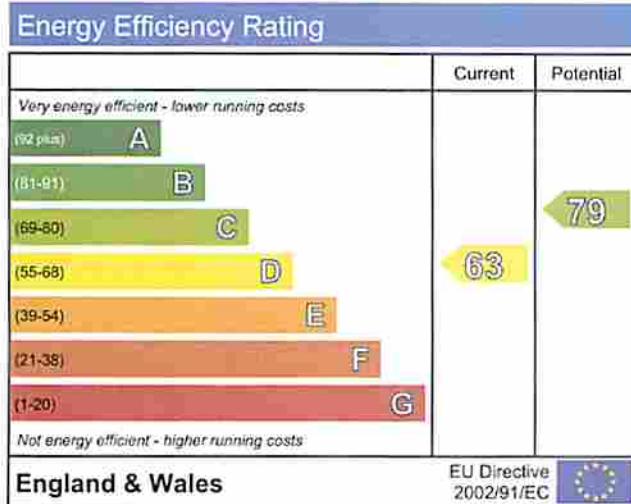 Energy Efficiency Rating
Current Potential
Very energy efficient - lower running costs
(92 plus) A
(81-91) B
(69-80) C
(55-68) D
(39-54) E
(21-38) F
(1-20) G
63
79
Not energy efficient - higher running costs
England & Wales
EU Directive
2002/91/EC